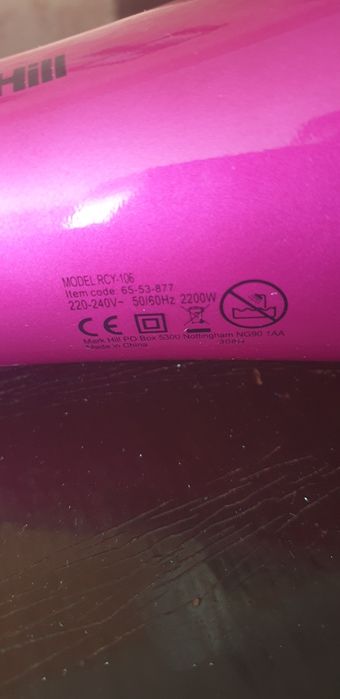 Hill
MODEL RCY-106
Item code: 65-53-877
220-240V~ 50/60Hz 2200W
CE
Mark Hill PO Box 5300 Nottingham NG90 1AA
Made in China